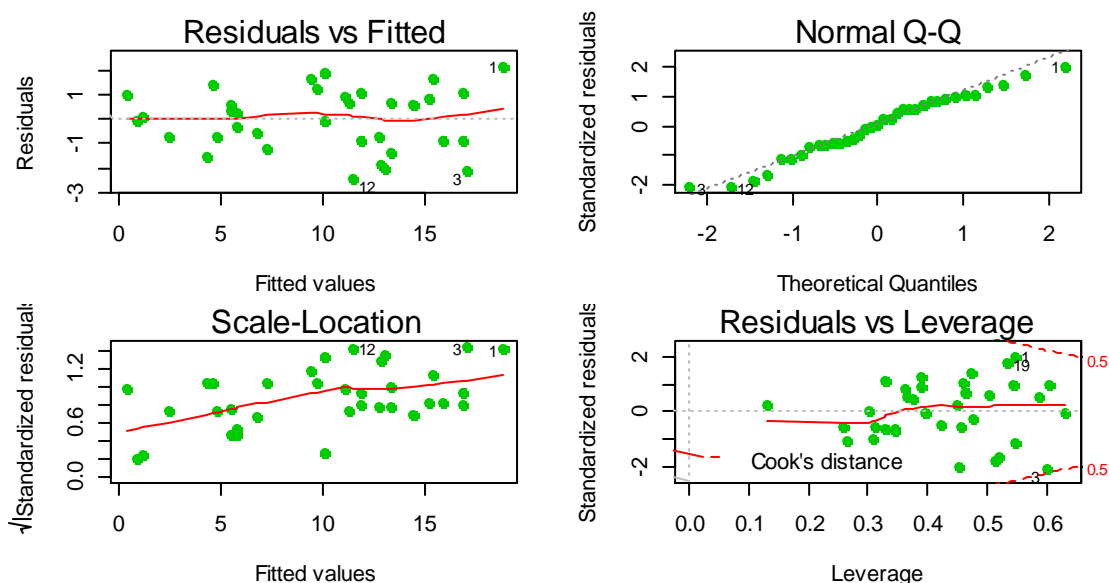 Residuals vs Fitted
Residuals
1
-1
-3
1
12
3
0 5 10 15
Fitted values
Normal Q-Q
Standardized residuals
2
1
0
-2
1
3
12
-2 -1 0 1 2
Theoretical Quantiles
Scale-Location
√|Standardized residuals
1.2
0.6
0.0
12
3
1
0 5 10 15
Fitted values
Residuals vs Leverage
Standardized residuals
2
0
-2
1
19
0.5
Cook's distance
3
0.5
0.0 0.1 0.2 0.3 0.4 0.5 0.6
Leverage